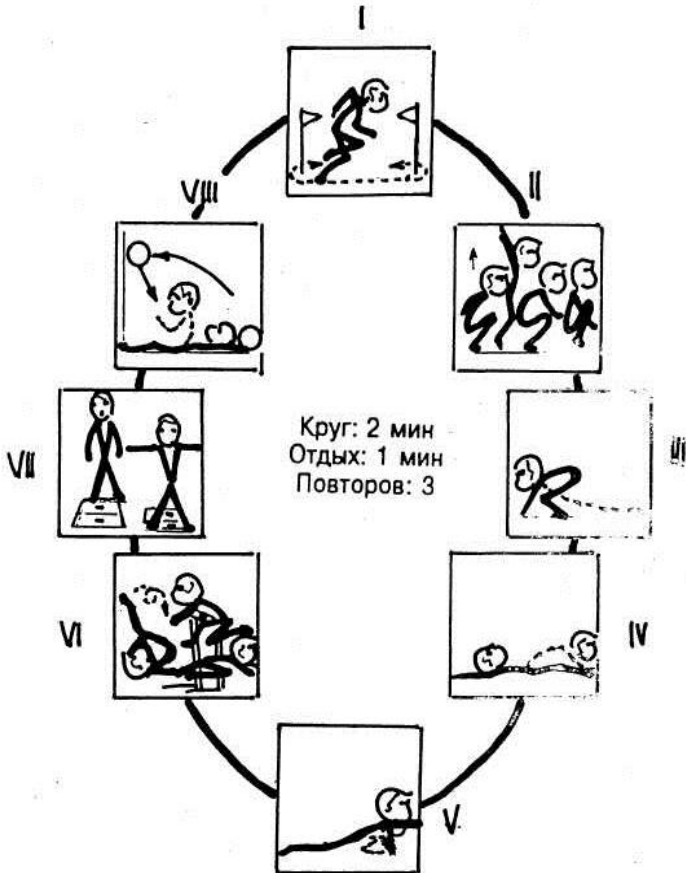 I
VIII
II
Круг: 2 мин
Отдых: 1 мин
Повторов: 3
VII
III
VI
IV
V